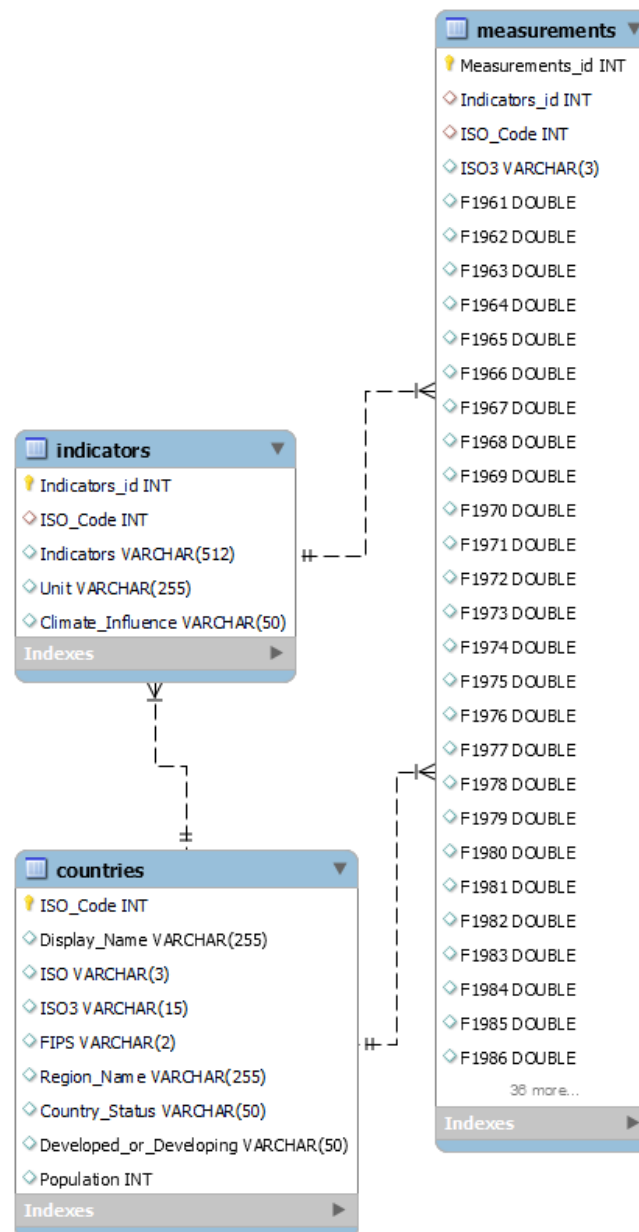 measurements
Measurements_id INT
Indicators_id INT
ISO_Code INT
ISO3 VARCHAR(3)
F1961 DOUBLE
F1962 DOUBLE
F1963 DOUBLE
F1964 DOUBLE
F1965 DOUBLE
F1966 DOUBLE
F1967 DOUBLE
F1968 DOUBLE
F1969 DOUBLE
F1970 DOUBLE
F1971 DOUBLE
F1972 DOUBLE
F1973 DOUBLE
F1974 DOUBLE
F1975 DOUBLE
F1976 DOUBLE
F1977 DOUBLE
F1978 DOUBLE
F1979 DOUBLE
F1980 DOUBLE
F1981 DOUBLE
F1982 DOUBLE
F1983 DOUBLE
F1984 DOUBLE
F1985 DOUBLE
F1986 DOUBLE
36 more...
Indexes
indicators
Indicators_id INT
ISO_Code INT
Indicators VARCHAR(512)
Unit VARCHAR(255)
Climate_Influence VARCHAR(50)
Indexes
countries
ISO_Code INT
Display_Name VARCHAR(255)
ISO VARCHAR(3)
ISO3 VARCHAR(15)
FIPS VARCHAR(2)
Region_Name VARCHAR(255)
Country_Status VARCHAR(50)
Developed_or_Developing VARCHAR(50)
Population INT
Indexes